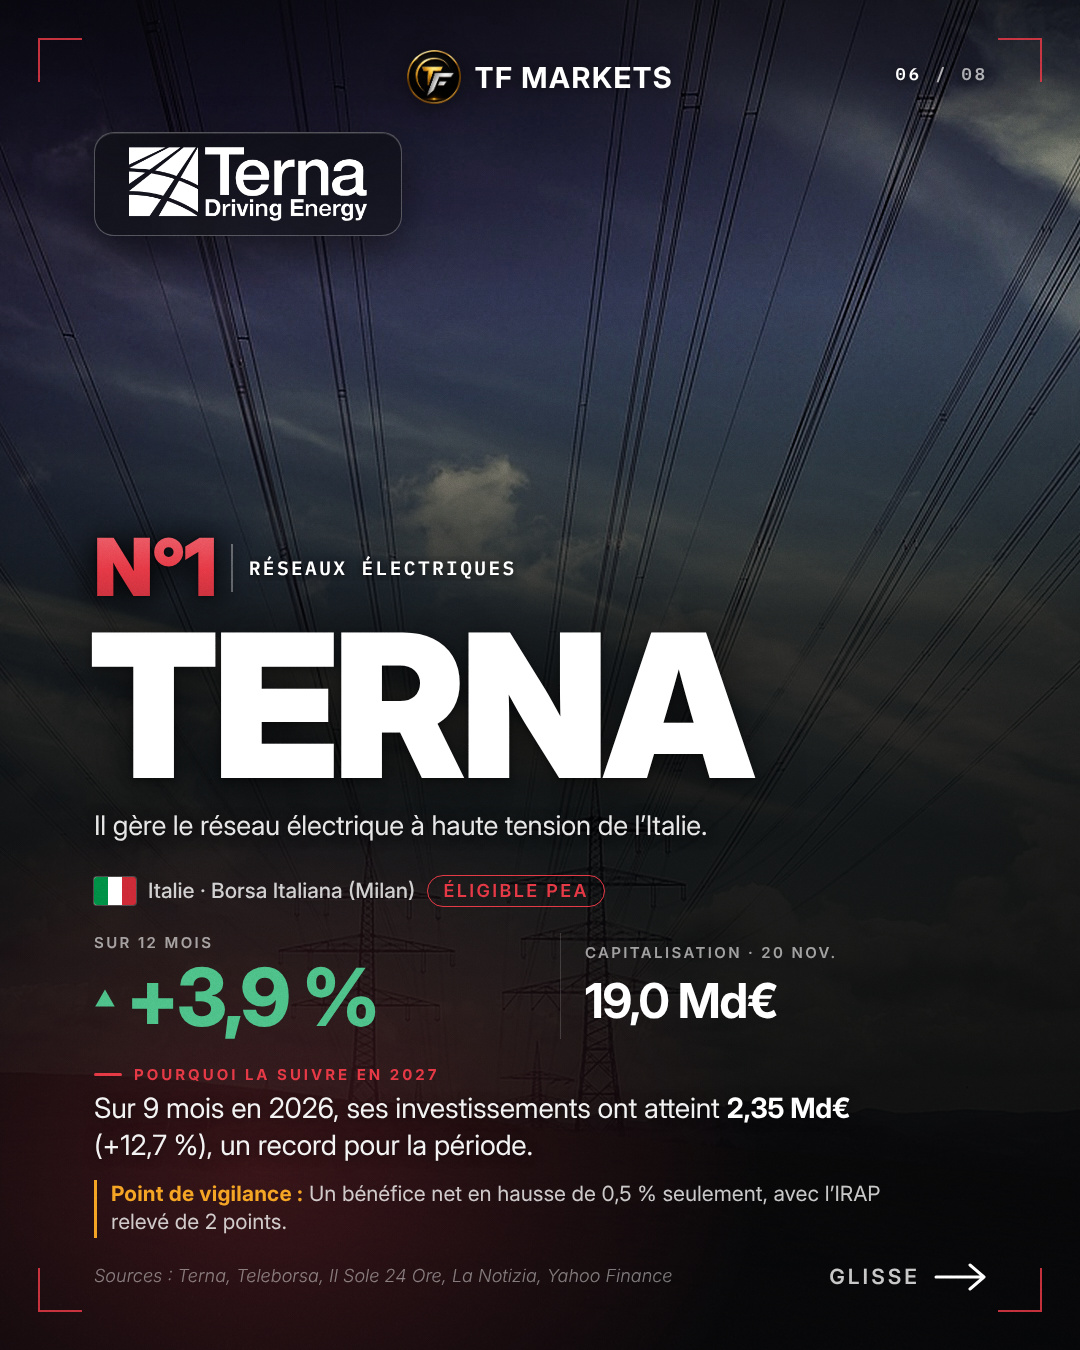 TF MARKETS
06 / 08
Terna
Driving Energy
N°1
RÉSEAUX ÉLECTRIQUES
TERNA
Il gère le réseau électrique à haute tension de l'Italie.
Italie · Borsa Italiana (Milan)
ÉLIGIBLE PEA
SUR 12 MOIS
▲ +3,9 %
CAPITALISATION · 20 NOV.
19,0 Md€
POURQUOI LA SUIVRE EN 2027
Sur 9 mois en 2026, ses investissements ont atteint 2,35 Md€
(+12,7 %), un record pour la période.
Point de vigilance : Un bénéfice net en hausse de 0,5 % seulement, avec l'IRAP
relevé de 2 points.
Sources : Terna, Teleborsa, Il Sole 24 Ore, La Notizia, Yahoo Finance
GLISSE →